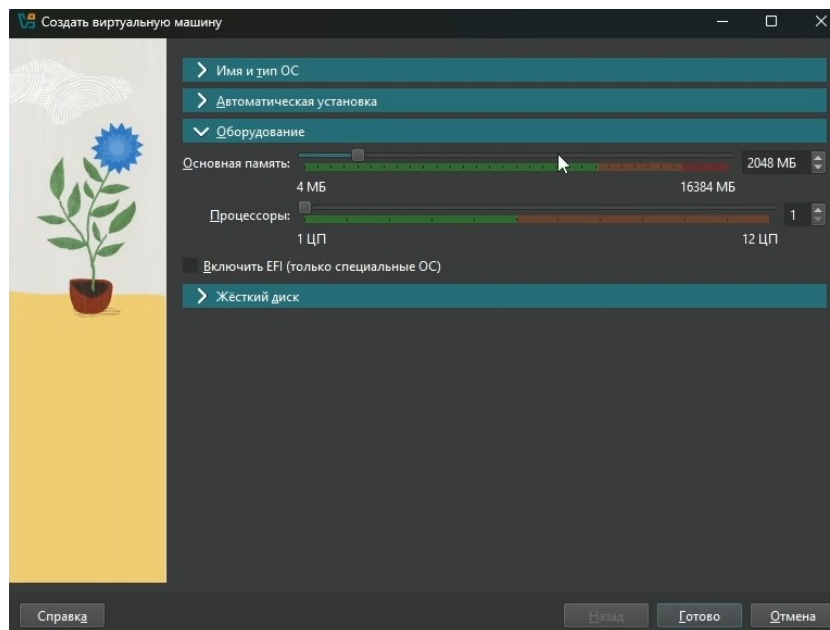 Создать виртуальную машину
Имя и тип ОС
Автоматическая установка
Оборудование
Основная память: 2048 МБ
4 МБ 16384 МБ
Процессоры: 1
1 ЦП 12 ЦП
Включить EFI (только специальные ОС)
Жёсткий диск
Справка Назад Готово Отмена